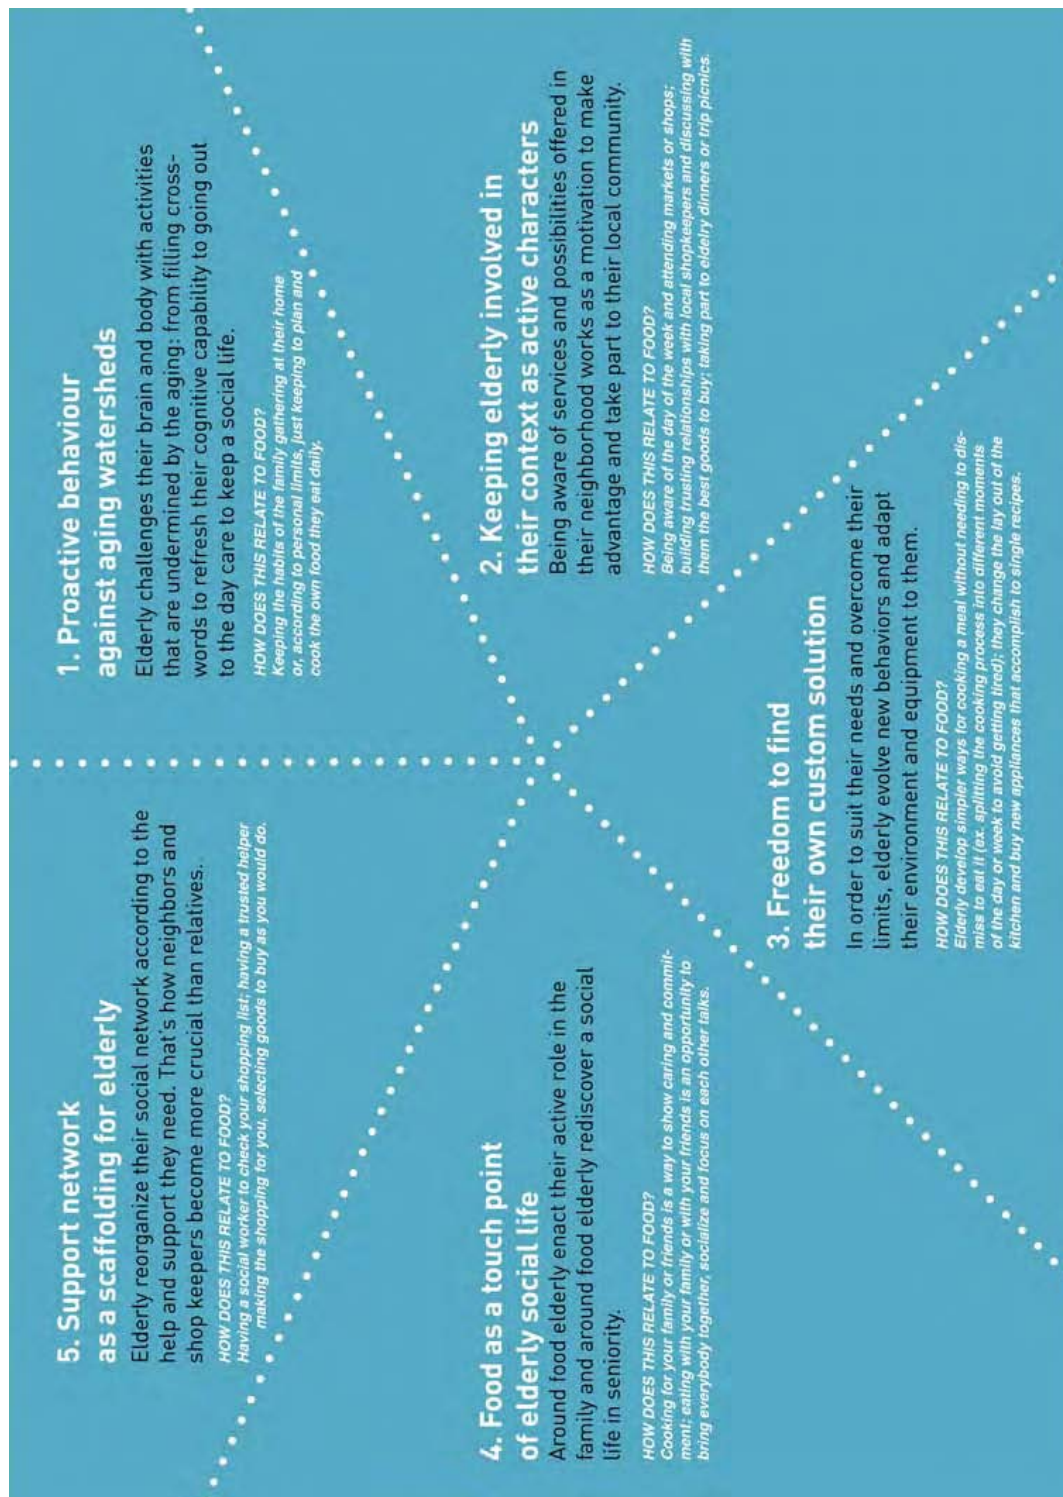 1. Proactive behaviour
against aging watersheds
Elderly challenges their brain and body with activities
that are undermined by the aging: from filling cross-
words to refresh their cognitive capability to going out
to the day care to keep a social life.
HOW DOES THIS RELATE TO FOOD?
Keeping the habits of the family gathering at their home
or, according to personal limits, just keeping to plan and
cook the own food they eat daily.
2. Keeping elderly involved in
their context as active characters
Being aware of services and possibilities offered in
their neighborhood works as a motivation to make
advantage and take part to their local community.
HOW DOES THIS RELATE TO FOOD?
Being aware of the day of the week and attending markets or shops;
building trusting relationships with local shopkeepers and discussing with
them the best goods to buy; taking part to eldelry dinners or trip picnics.
3. Freedom to find
their own custom solution
In order to suit their needs and overcome their
limits, elderly evolve new behaviors and adapt
their environment and equipment to them.
HOW DOES THIS RELATE TO FOOD?
Elderly develop simpler ways for cooking a meal without needing to dis-
miss to eat it (ex. splitting the cooking process into different moments
of the day or week to avoid getting tired); they change the lay out of the
kitchen and buy new appliances that accomplish to single recipes.
4. Food as a touch point
of elderly social life
Around food elderly enact their active role in the
family and around food elderly rediscover a social
life in seniority.
HOW DOES THIS RELATE TO FOOD?
Cooking for your family or friends is a way to show caring and commit-
ment; eating with your family or with your friends is an opportunity to
bring everybody together, socialize and focus on each other talks.
5. Support network
as a scaffolding for elderly
Elderly reorganize their social network according to the
help and support they need. That's how neighbors and
shop keepers become more crucial than relatives.
HOW DOES THIS RELATE TO FOOD?
Having a social worker to check your shopping list; having a trusted helper
making the shopping for you, selecting goods to buy as you would do.